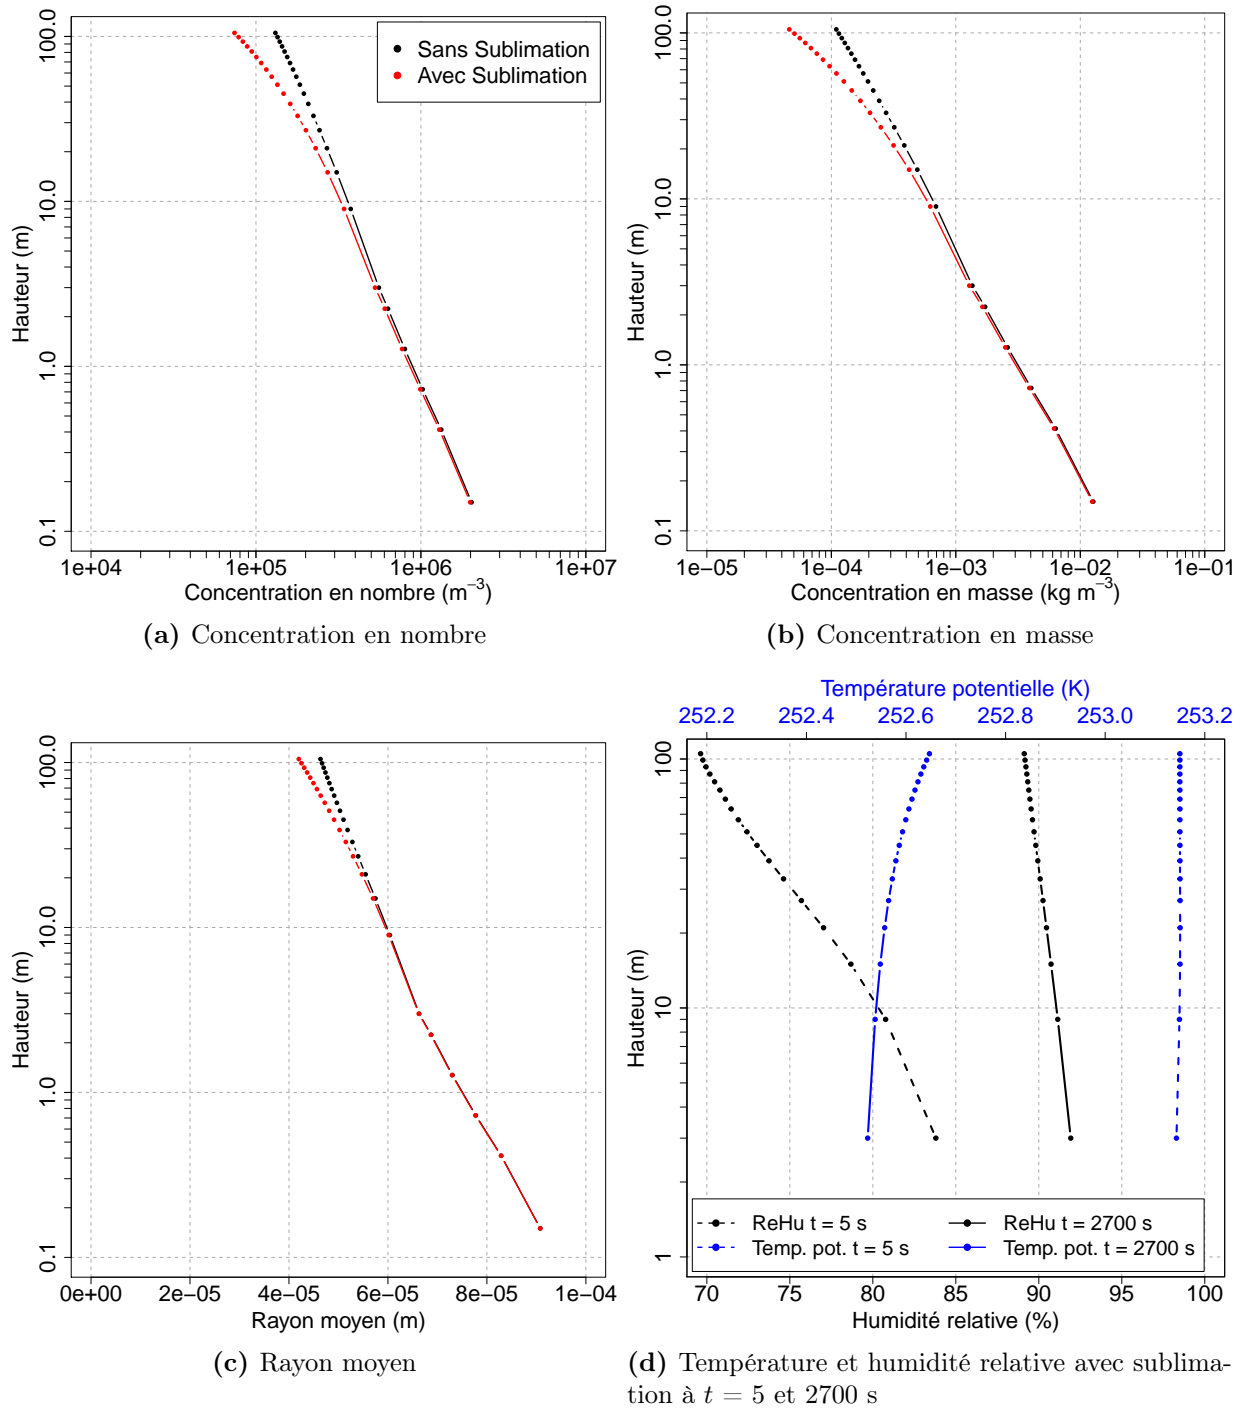 100.0
10.0
1.0
0.1
Hauteur (m)
Sans Sublimation
Avec Sublimation
1e+04 1e+05 1e+06 1e+07
Concentration en nombre (m⁻³)
(a) Concentration en nombre
100.0
10.0
1.0
0.1
Hauteur (m)
1e−05 1e−04 1e−03 1e−02 1e−01
Concentration en masse (kg m⁻³)
(b) Concentration en masse
100.0
10.0
1.0
0.1
Hauteur (m)
0e+00 2e−05 4e−05 6e−05 8e−05 1e−04
Rayon moyen (m)
(c) Rayon moyen
Température potentielle (K)
252.2 252.4 252.6 252.8 253.0 253.2
100
10
1
Hauteur (m)
ReHu t = 5 s
Temp. pot. t = 5 s
ReHu t = 2700 s
Temp. pot. t = 2700 s
70 75 80 85 90 95 100
Humidité relative (%)
(d) Température et humidité relative avec sublima-
tion à t = 5 et 2700 s